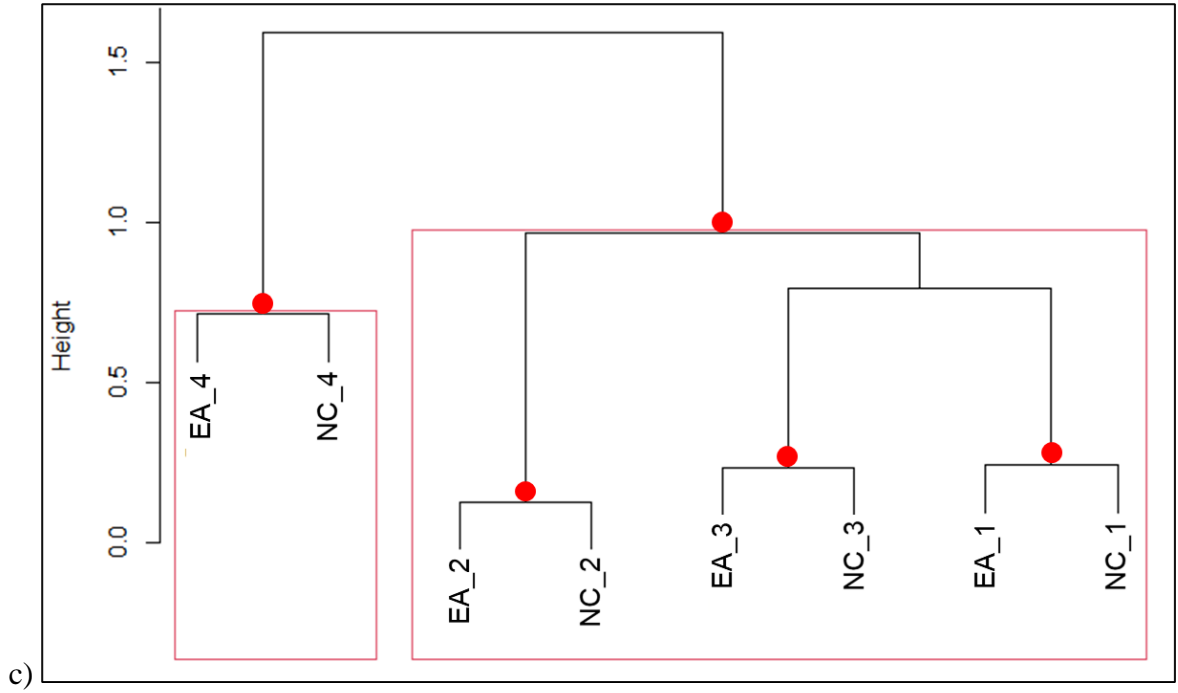 1.5
1.0
0.5
0.0
Height
EA_4
NC_4
EA_2
NC_2
EA_3
NC_3
EA_1
NC_1
c)